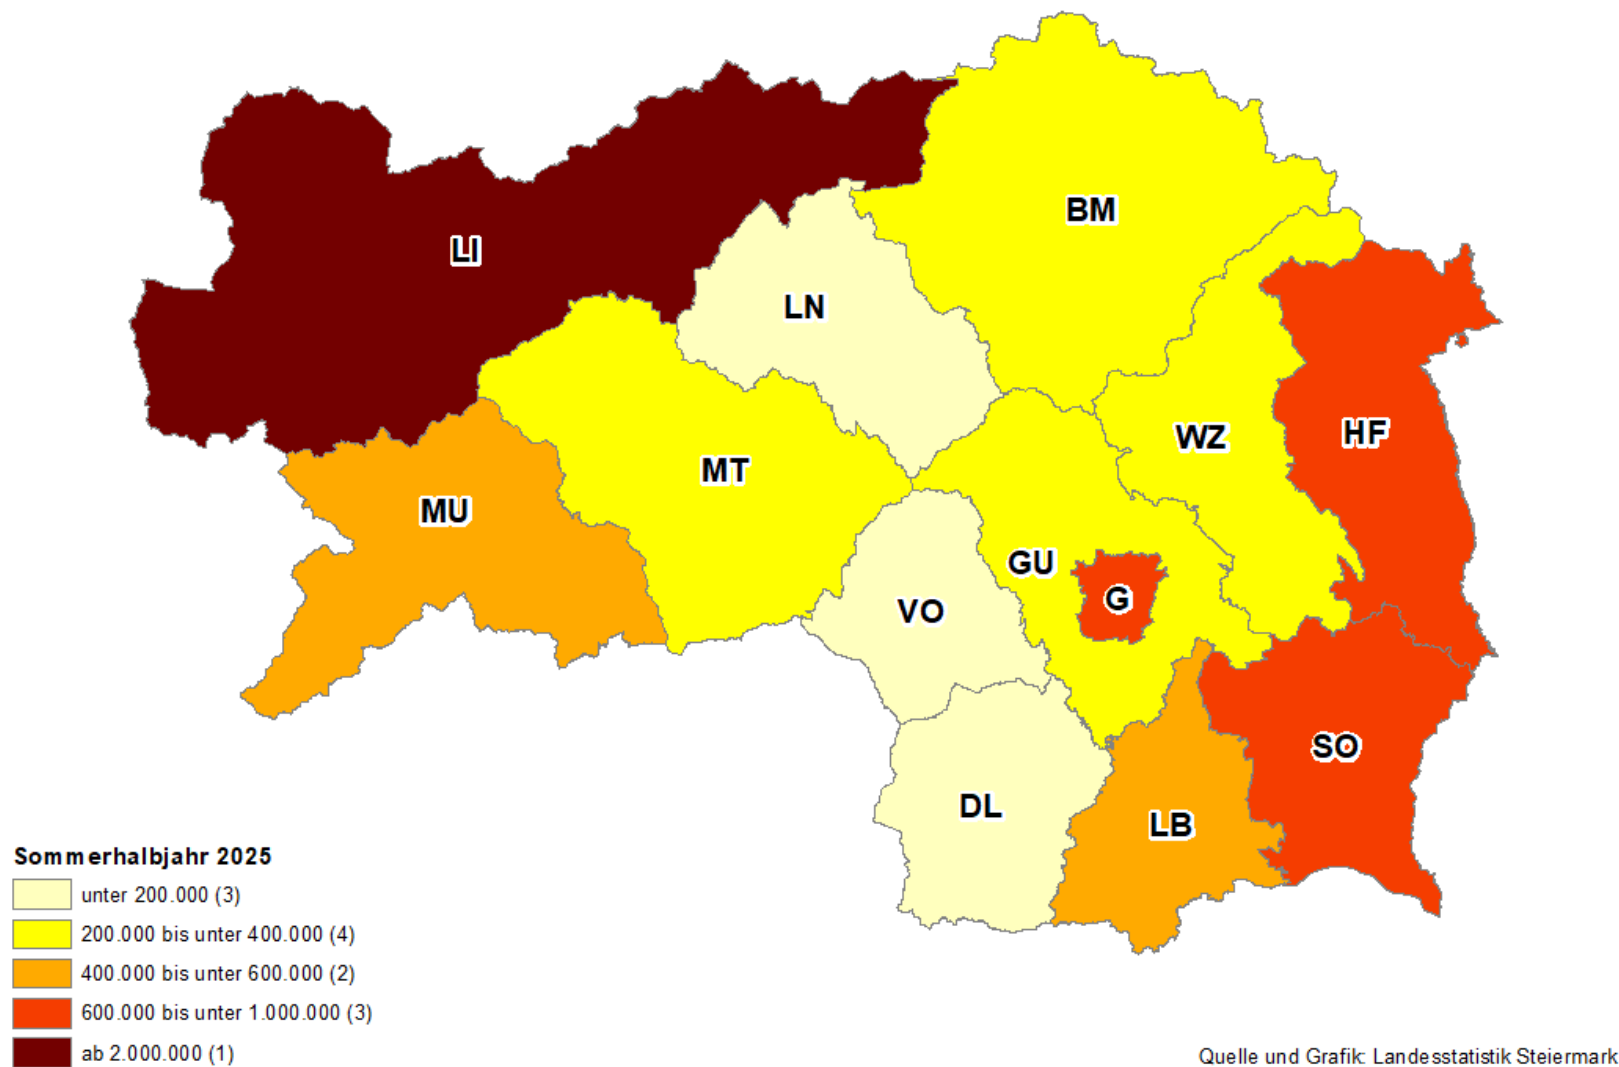 BM
LI
LN
HF
WZ
MT
MU
GU
G
VO
SO
DL
LB
Sommerhalbjahr 2025
unter 200.000 (3)
200.000 bis unter 400.000 (4)
400.000 bis unter 600.000 (2)
600.000 bis unter 1.000.000 (3)
ab 2.000.000 (1)
Quelle und Grafik: Landesstatistik Steiermark